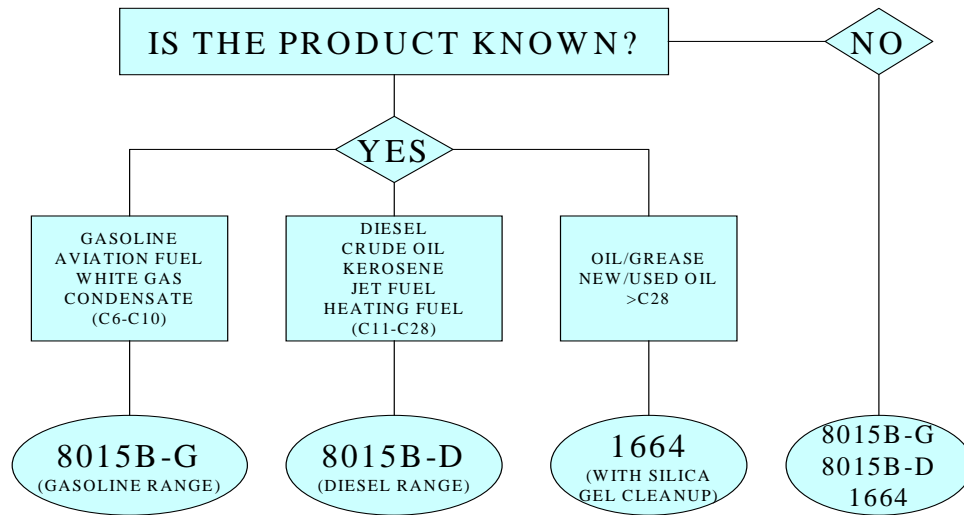 IS THE PRODUCT KNOWN?
NO
YES
GASOLINE
AVIATION FUEL
WHITE GAS
CONDENSATE
(C6-C10)
DIESEL
CRUDE OIL
KEROSENE
JET FUEL
HEATING FUEL
(C11-C28)
OIL/GREASE
NEW/USED OIL
>C28
8015B-G
(GASOLINE RANGE)
8015B-D
(DIESEL RANGE)
1664
(WITH SILICA
GEL CLEANUP)
8015B-G
8015B-D
1664